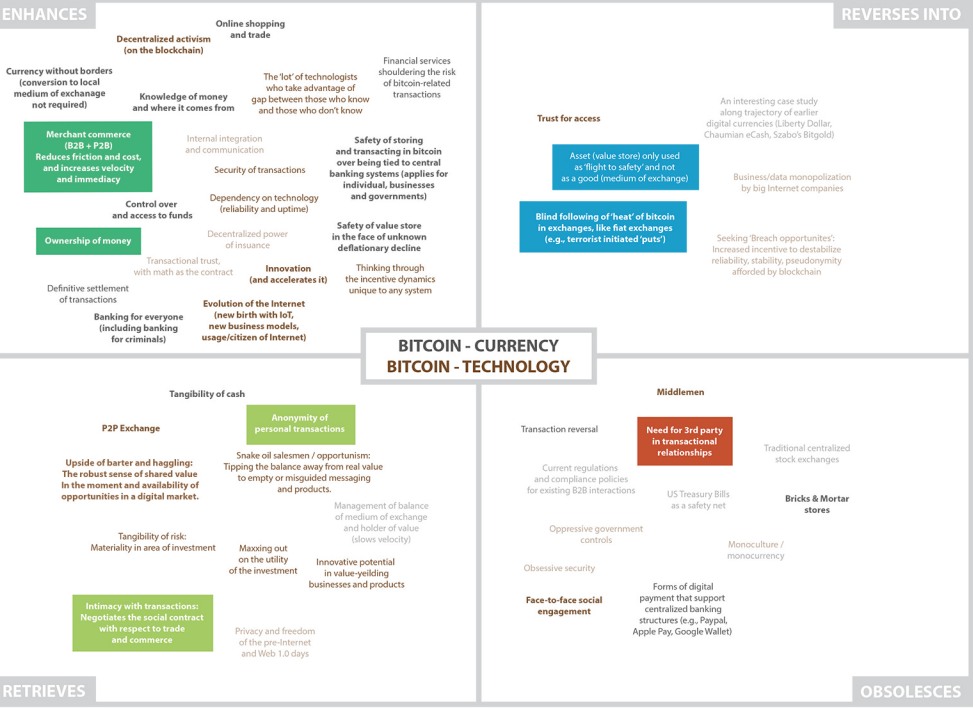 ENHANCES
Online shopping
and trade
Decentralized activism
(on the blockchain)
Currency without borders
(conversion to local
medium of exchanage
not required)
Knowledge of money
and where it comes from
The 'lot' of technologists
who take advantage of
gap between those who know
and those who don't know
Financial services
shouldering the risk
of bitcoin-related
transactions
Merchant commerce
(B2B + P2P)
Reduces friction and cost,
and increases velocity
and immediacy
Internal integration
and communication
Security of transactions
Safety of storing
and transacting in bitcoin
over being tied to central
banking systems (applies for
individual, businesses
and governments)
Control over
and access to funds
Dependency on technology
(reliability and uptime)
Ownership of money
Decentralized power
of insuance
Safety of value store
in the face of unknown
deflationary decline
Transactional trust,
with math as the contract
Innovation
(and accelerates it)
Thinking through
the incentive dynamics
unique to any system
Definitive settlement
of transactions
Banking for everyone
(including banking
for criminals)
Evolution of the Internet
(new birth with IoT,
new business models,
usage/citizen of Internet)
REVERSES INTO
Trust for access
An interesting case study
along trajectory of earlier
digital currencies (Liberty Dollar,
Chaumian eCash, Szabo's Bitgold)
Asset (value store) only used
as 'flight to safety' and not
as a good (medium of exchange)
Business/data monopolization
by big Internet companies
Blind following of 'heat' of bitcoin
in exchanges, like fiat exchanges
(e.g., terrorist initiated 'puts')
Seeking 'Breach opportunites':
Increased incentive to destabilize
reliability, stability, pseudonymity
afforded by blockchain
BITCOIN - CURRENCY
BITCOIN - TECHNOLOGY
Tangibility of cash
P2P Exchange
Anonymity of
personal transactions
Upside of barter and haggling:
The robust sense of shared value
In the moment and availability of
opportunities in a digital market.
Snake oil salesmen / opportunism:
Tipping the balance away from real value
to empty or misguided messaging
and products.
Management of balance
of medium of exchange
and holder of value
(slows velocity)
Tangibility of risk:
Materiality in area of investment
Maxxing out
on the utility
of the investment
Innovative potential
in value-yeilding
businesses and products
Intimacy with transactions:
Negotiates the social contract
with respect to trade
and commerce
Privacy and freedom
of the pre-Internet
and Web 1.0 days
RETRIEVES
Middlemen
Transaction reversal
Need for 3rd party
in transactional
relationships
Traditional centralized
stock exchanges
Current regulations
and compliance policies
for existing B2B interactions
US Treasury Bills
as a safety net
Bricks & Mortar
stores
Oppressive government
controls
Monoculture /
monocurrency
Obsessive security
Face-to-face social
engagement
Forms of digital
payment that support
centralized banking
structures (e.g., Paypal,
Apple Pay, Google Wallet)
OBSOLESCES